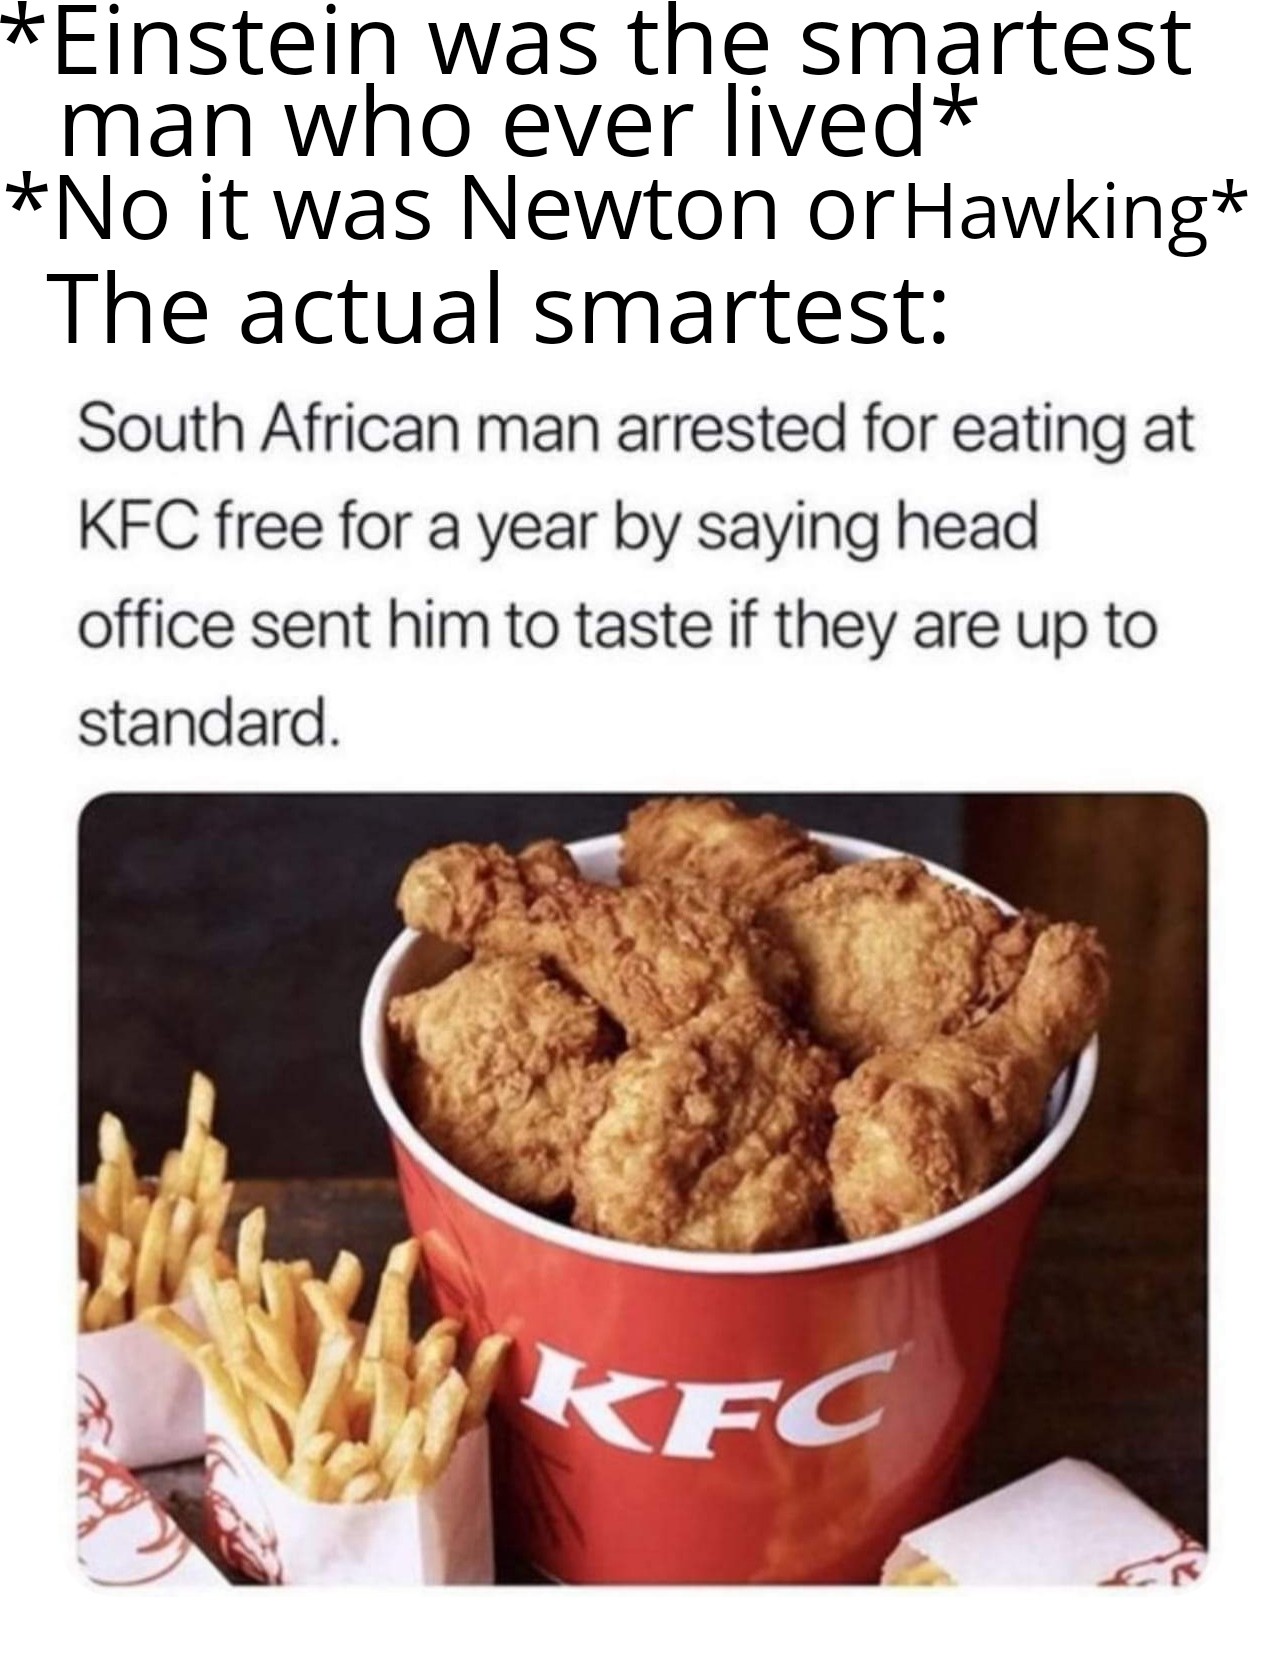 *Einstein was the smartest
man who ever lived*
*No it was Newton or Hawking*
The actual smartest:
South African man arrested for eating at
KFC free for a year by saying head
office sent him to taste if they are up to
standard.
KFC